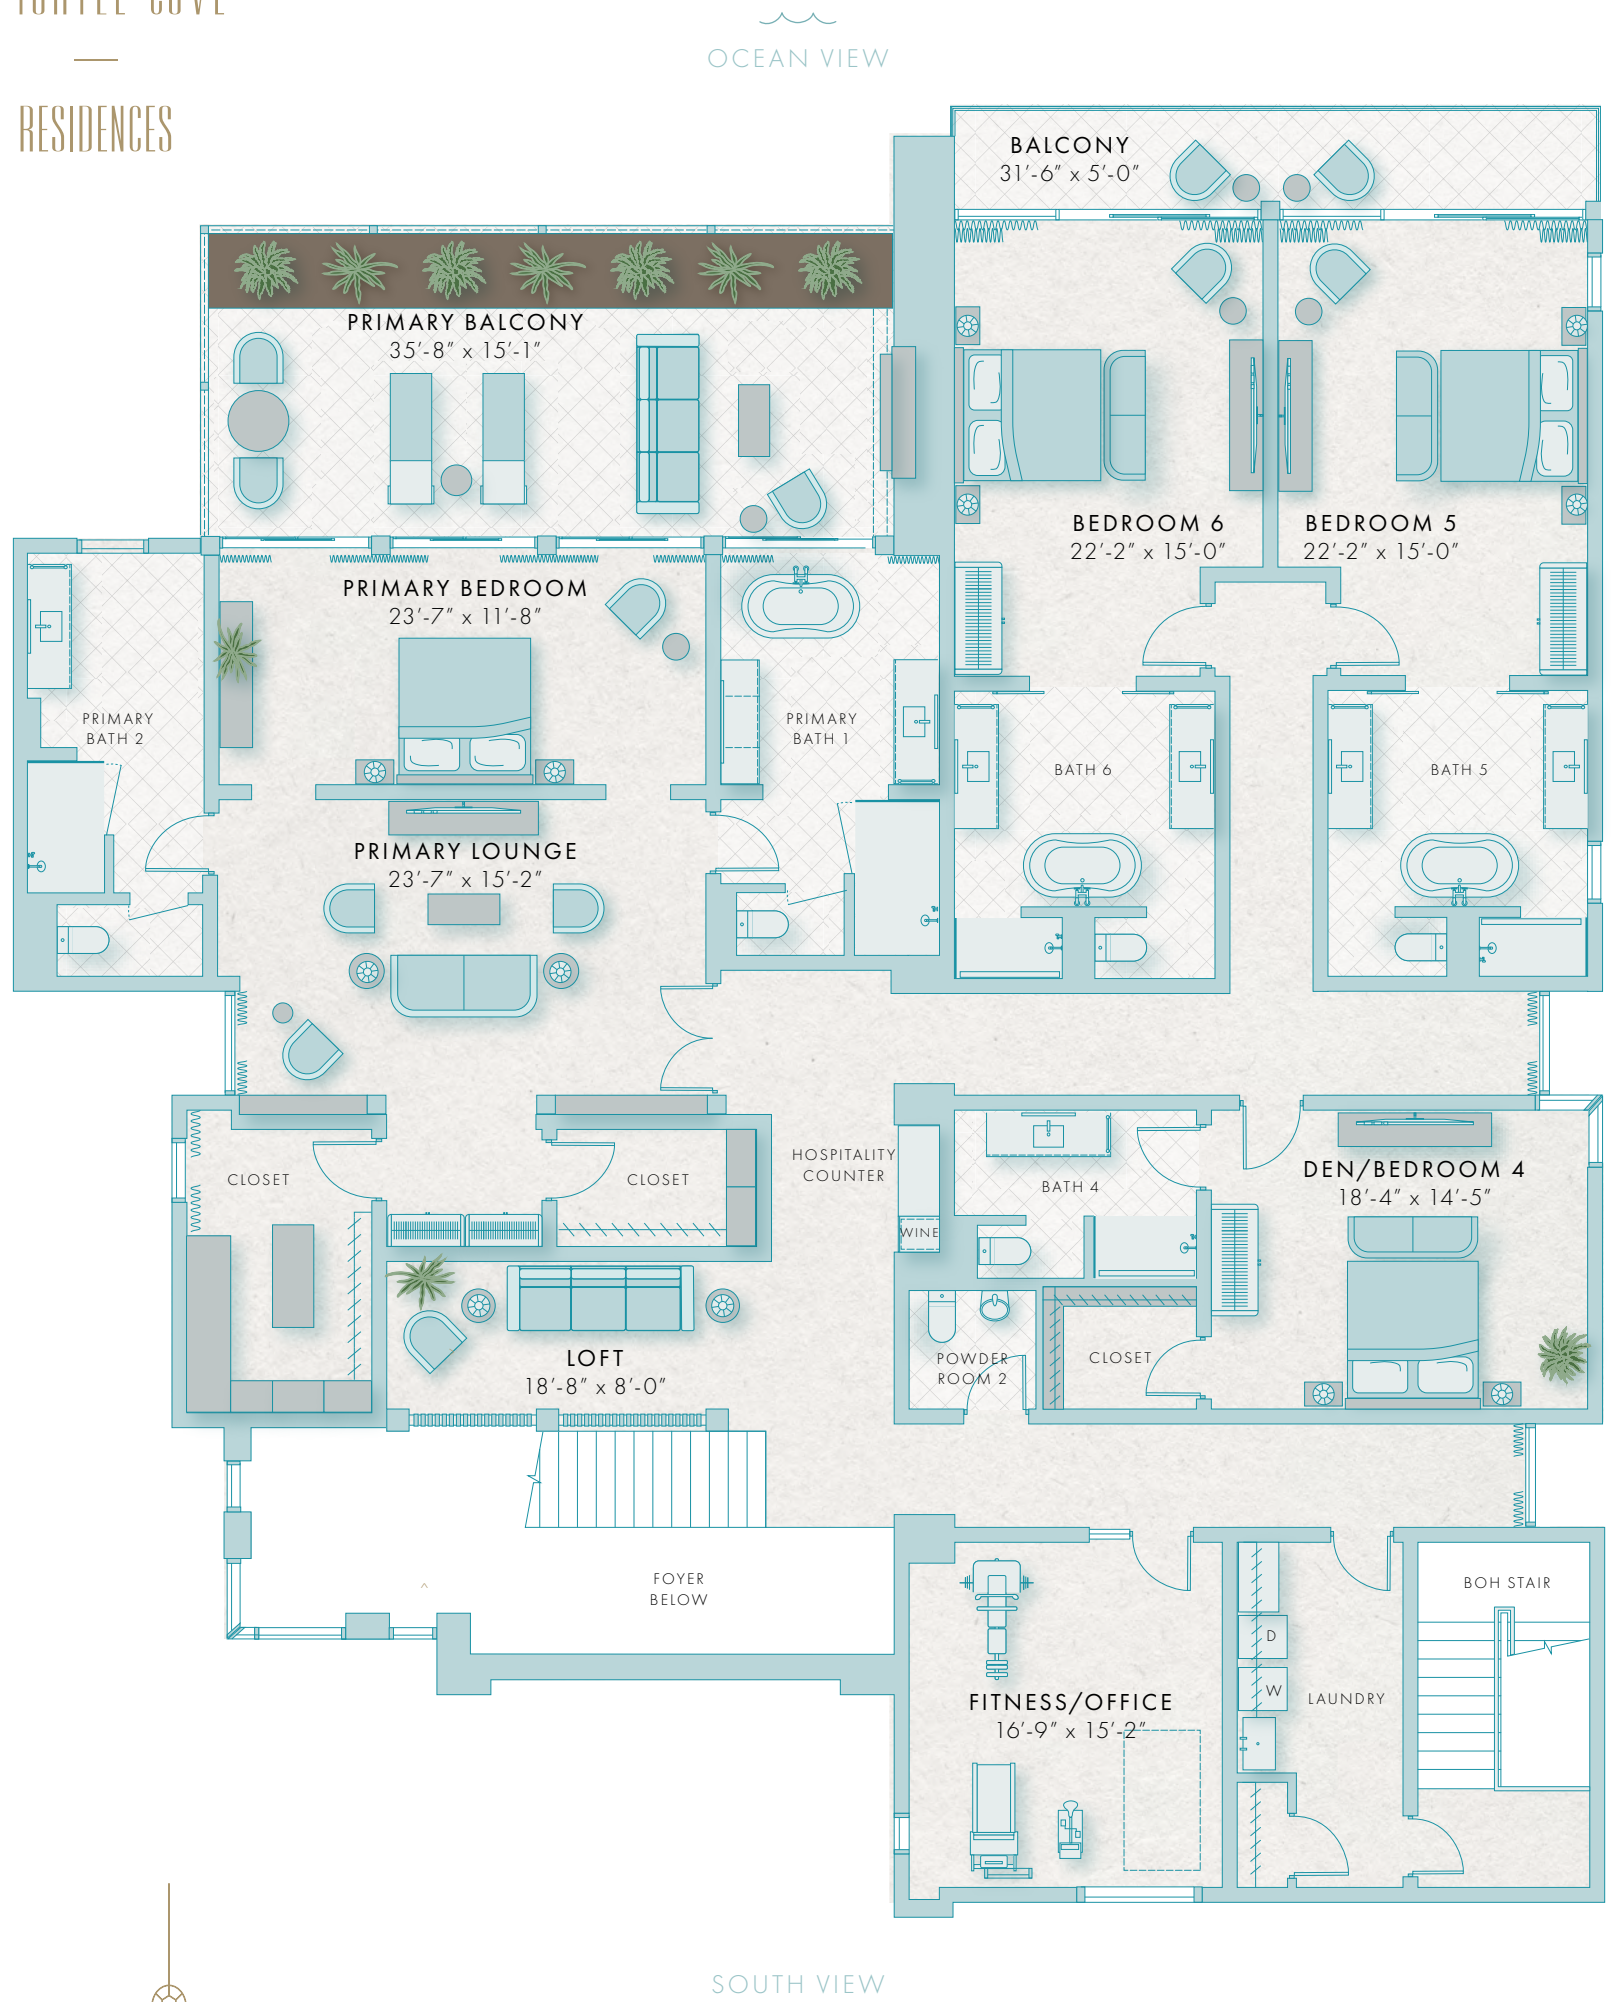 TURTLE COVE
RESIDENCES
OCEAN VIEW
BALCONY
31'-6" x 5'-0"
PRIMARY BALCONY
35'-8" x 15'-1"
BEDROOM 6
22'-2" x 15'-0"
BEDROOM 5
22'-2" x 15'-0"
PRIMARY BEDROOM
23'-7" x 11'-8"
PRIMARY
BATH 2
PRIMARY
BATH 1
BATH 6
BATH 5
PRIMARY LOUNGE
23'-7" x 15'-2"
CLOSET
CLOSET
HOSPITALITY
COUNTER
WINE
BATH 4
DEN/BEDROOM 4
18'-4" x 14'-5"
LOFT
18'-8" x 8'-0"
POWDER
ROOM 2
CLOSET
FOYER
BELOW
BOH STAIR
D
W
LAUNDRY
FITNESS/OFFICE
16'-9" x 15'-2"
SOUTH VIEW